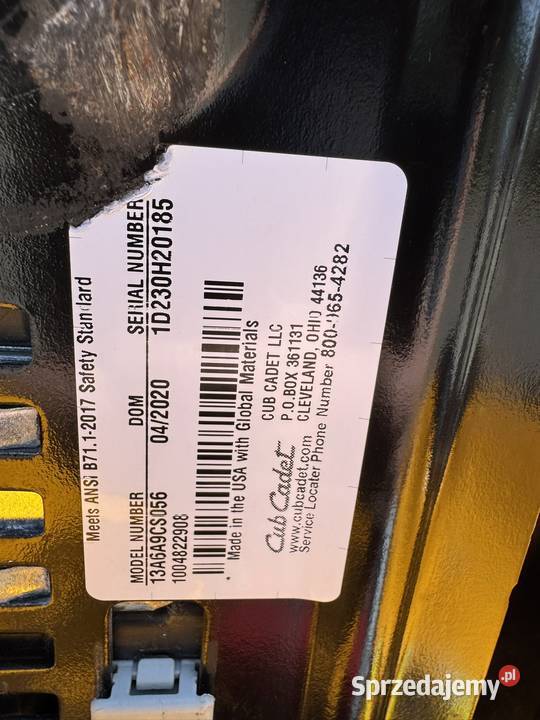 Meets ANSI B71.1-2017 Safety Standard
MODEL NUMBER DOM SERIAL NUMBER
13A6A9CS056 04/2020 1D230H20185
1004822908
Made in the USA with Global Materials
CUB CADET LLC
P.O.BOX 361131
CLEVELAND, OHIO 44136
Cub Cadet
www.cubcadet.com
Service Locater Phone Number 800-965-4282
Sprzedajemy.pl